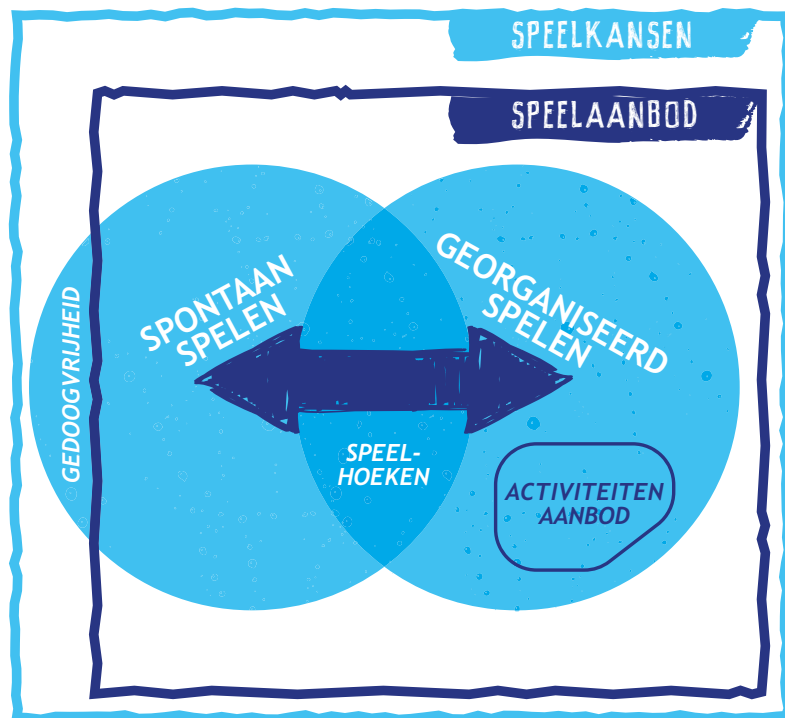 SPEELKANSEN
SPEELAANBOD
SPONTAAN
SPELEN
GEORGANISEERD
SPELEN
GEDOOGVRIJHEID
SPEEL-
HOEKEN
ACTIVITEITEN
AANBOD